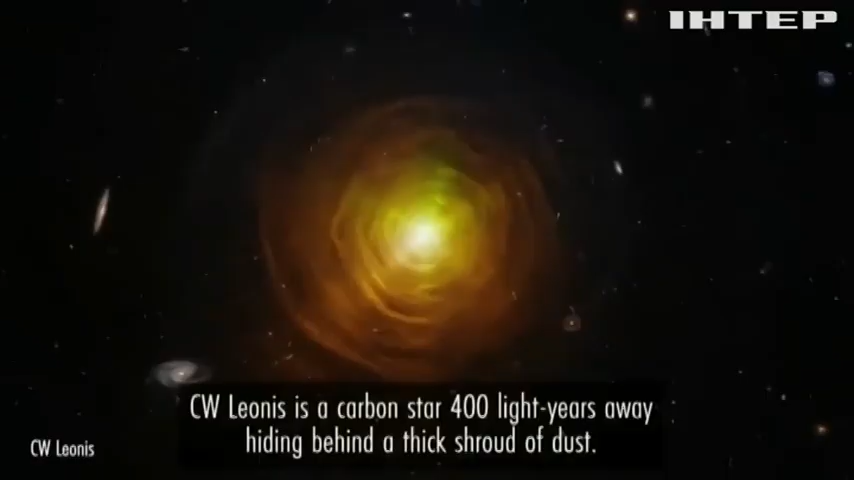 ІНТЕР
CW Leonis is a carbon star 400 light-years away
hiding behind a thick shroud of dust.
CW Leonis